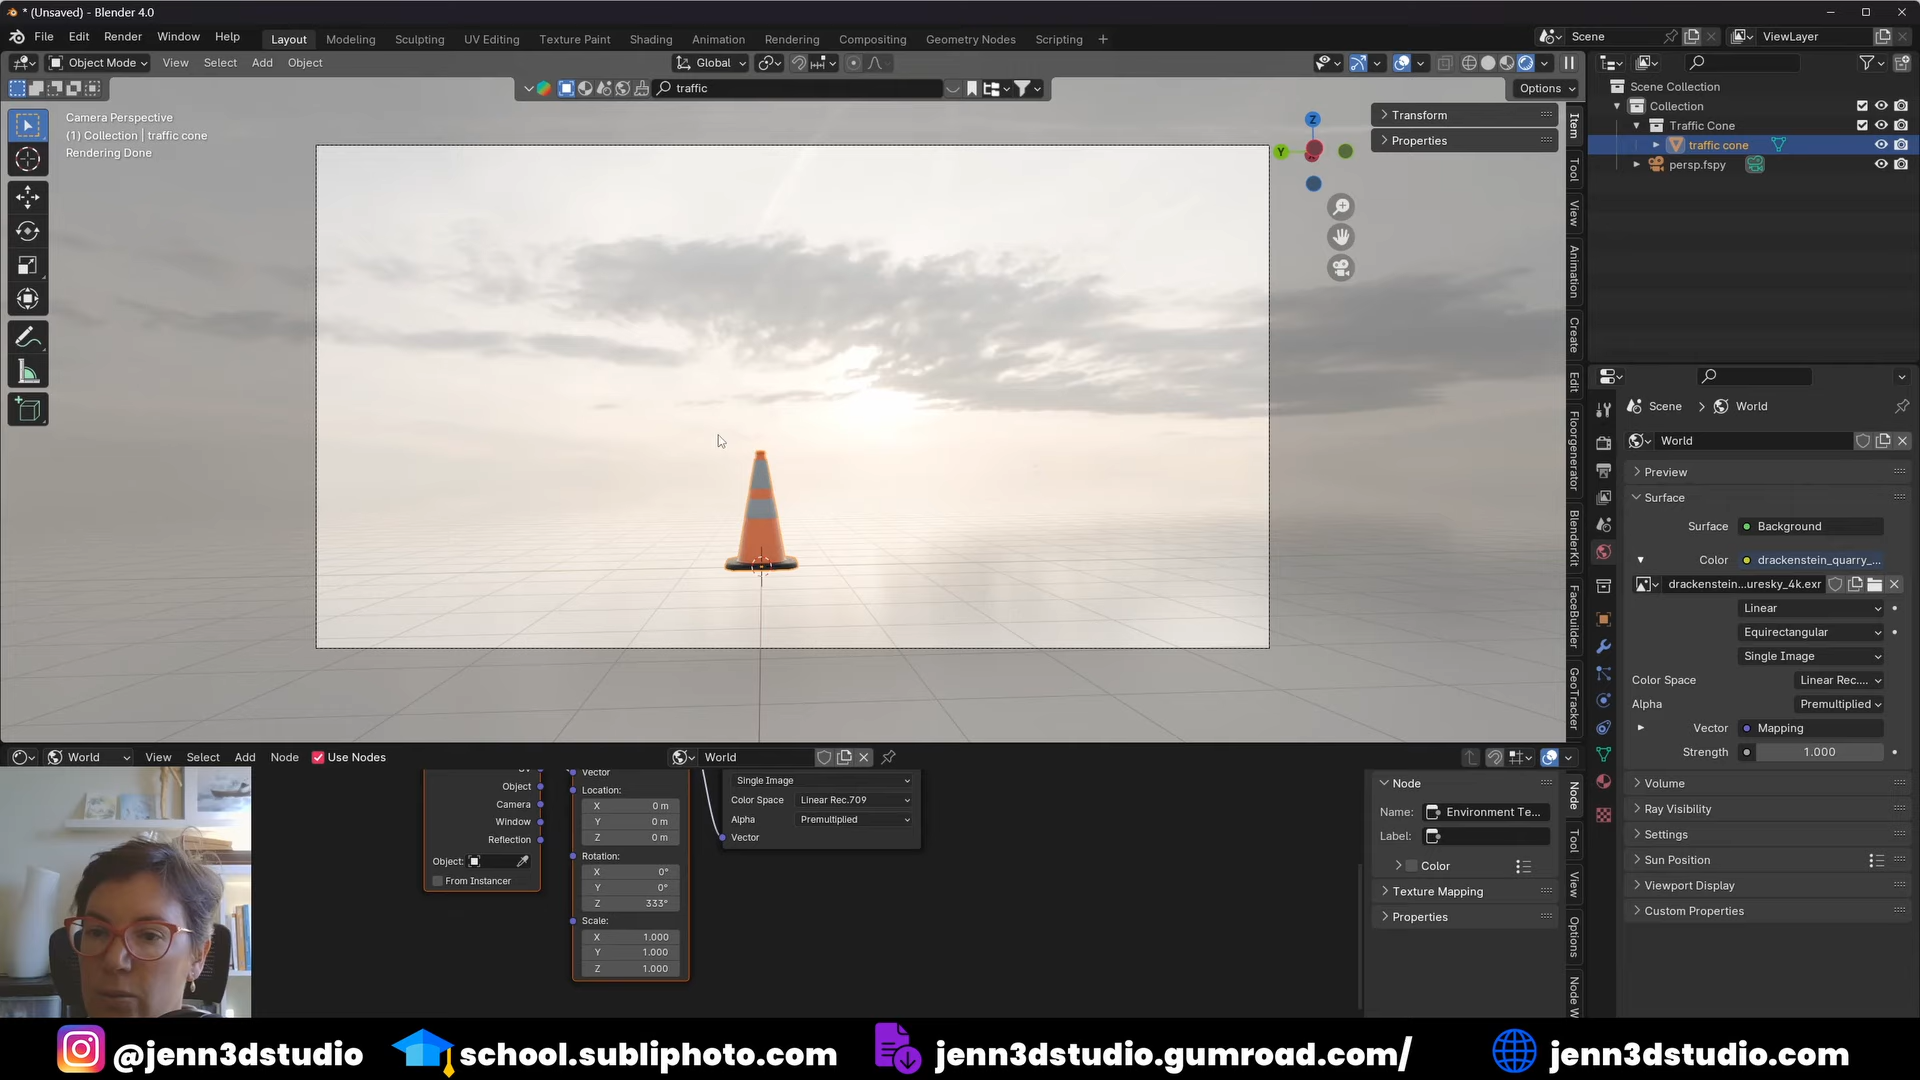 * (Unsaved) - Blender 4.0
File Edit Render Window Help
Layout Modeling Sculpting UV Editing Texture Paint Shading Animation Rendering Compositing Geometry Nodes Scripting +
Scene
ViewLayer
Object Mode View Select Add Object
Global
traffic
Options
Camera Perspective
(1) Collection | traffic cone
Rendering Done
Transform
Properties
Z
Y
Item
Tool
View
Animation
Create
Edit
Floorgenerator
BlenderKit
FaceBuilder
GeoTracker
Scene Collection
Collection
Traffic Cone
traffic cone
persp.fspy
Scene > World
World
Preview
Surface
Surface Background
Color drackenstein_quarry_...
drackenstein...uresky_4k.exr
Linear
Equirectangular
Single Image
Color Space Linear Rec....
Alpha Premultiplied
Vector Mapping
Strength 1.000
Volume
Ray Visibility
Settings
Sun Position
Viewport Display
Custom Properties
World View Select Add Node Use Nodes
World
Object
Camera
Window
Reflection
Object:
From Instancer
Vector
Location:
X 0 m
Y 0 m
Z 0 m
Rotation:
X 0°
Y 0°
Z 333°
Scale:
X 1.000
Y 1.000
Z 1.000
Single Image
Color Space Linear Rec.709
Alpha Premultiplied
Vector
Node
Name: Environment Te...
Label:
Color
Texture Mapping
Properties
Node
Tool
View
Options
Node W
@jenn3dstudio
school.subliphoto.com
jenn3dstudio.gumroad.com/
jenn3dstudio.com